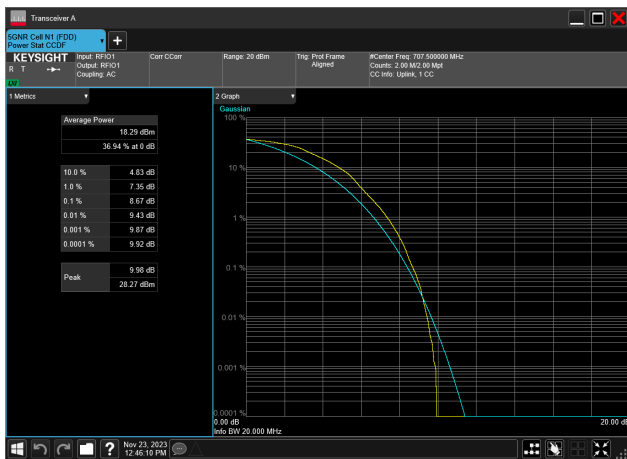 Transceiver A
5GNR Cell N1 (FDD)
Power Stat CCDF
KEYSIGHT
R T
LV
Input: RFIO1
Output: RFIO1
Coupling: AC
Corr CCorr
Range: 20 dBm
Trig: Prot Frame
Aligned
#Center Freq: 707.500000 MHz
Counts: 2.00 M/2.00 Mpt
CC Info: Uplink, 1 CC
1 Metrics
Average Power
18.29 dBm
36.94 % at 0 dB
10.0 % 4.83 dB
1.0 % 7.35 dB
0.1 % 8.67 dB
0.01 % 9.43 dB
0.001 % 9.87 dB
0.0001 % 9.92 dB
Peak
9.98 dB
28.27 dBm
2 Graph
Gaussian
100 %
10 %
1 %
0.1 %
0.01 %
0.001 %
0.0001 %
0.00 dB
20.00 dB
Info BW 20.000 MHz
?
Nov 23, 2023
12:46:10 PM